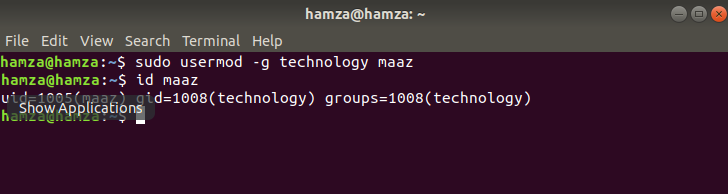 hamza@hamza: ~
File Edit View Search Terminal Help
hamza@hamza:~$ sudo usermod -g technology maaz
hamza@hamza:~$ id maaz
uid=1005(maaz) gid=1008(technology) groups=1008(technology)
Show Applications
hamza@hamza:~$